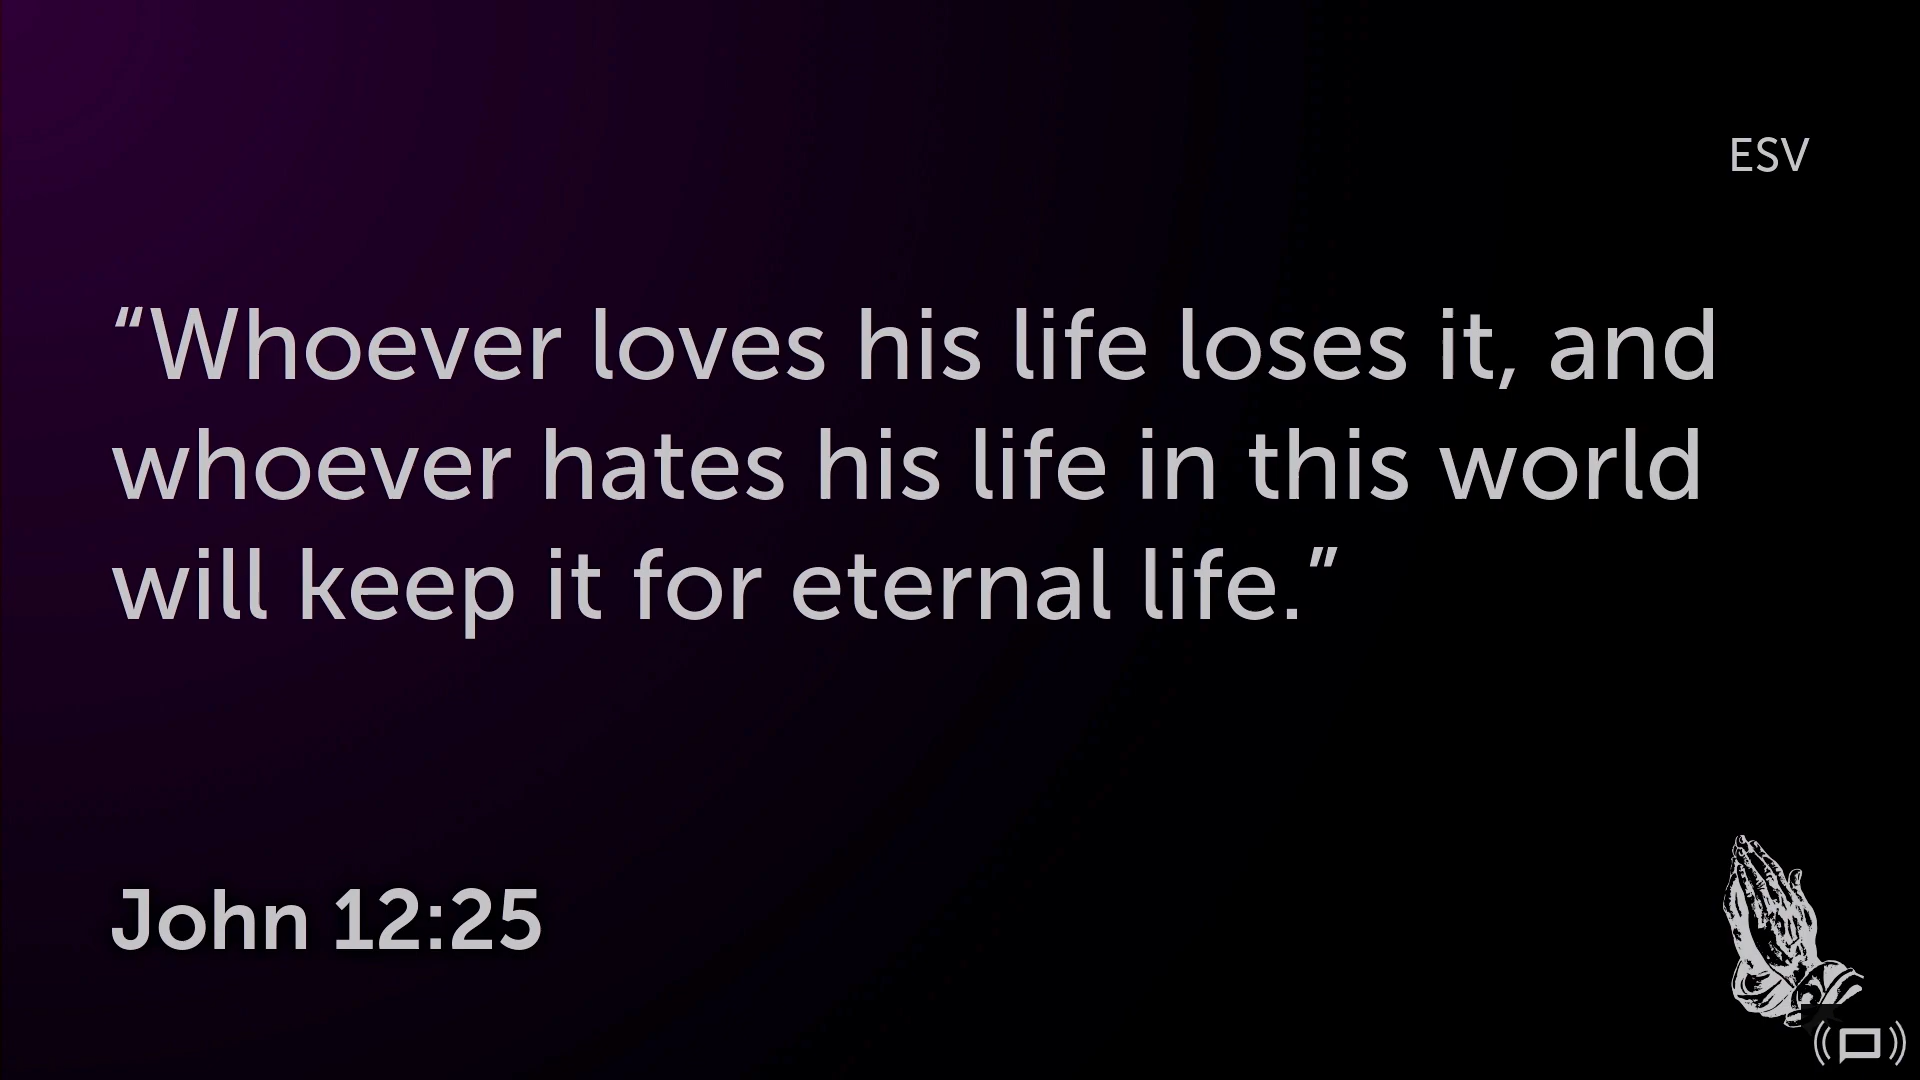 ESV
“Whoever loves his life loses it, and
whoever hates his life in this world
will keep it for eternal life.”
John 12:25